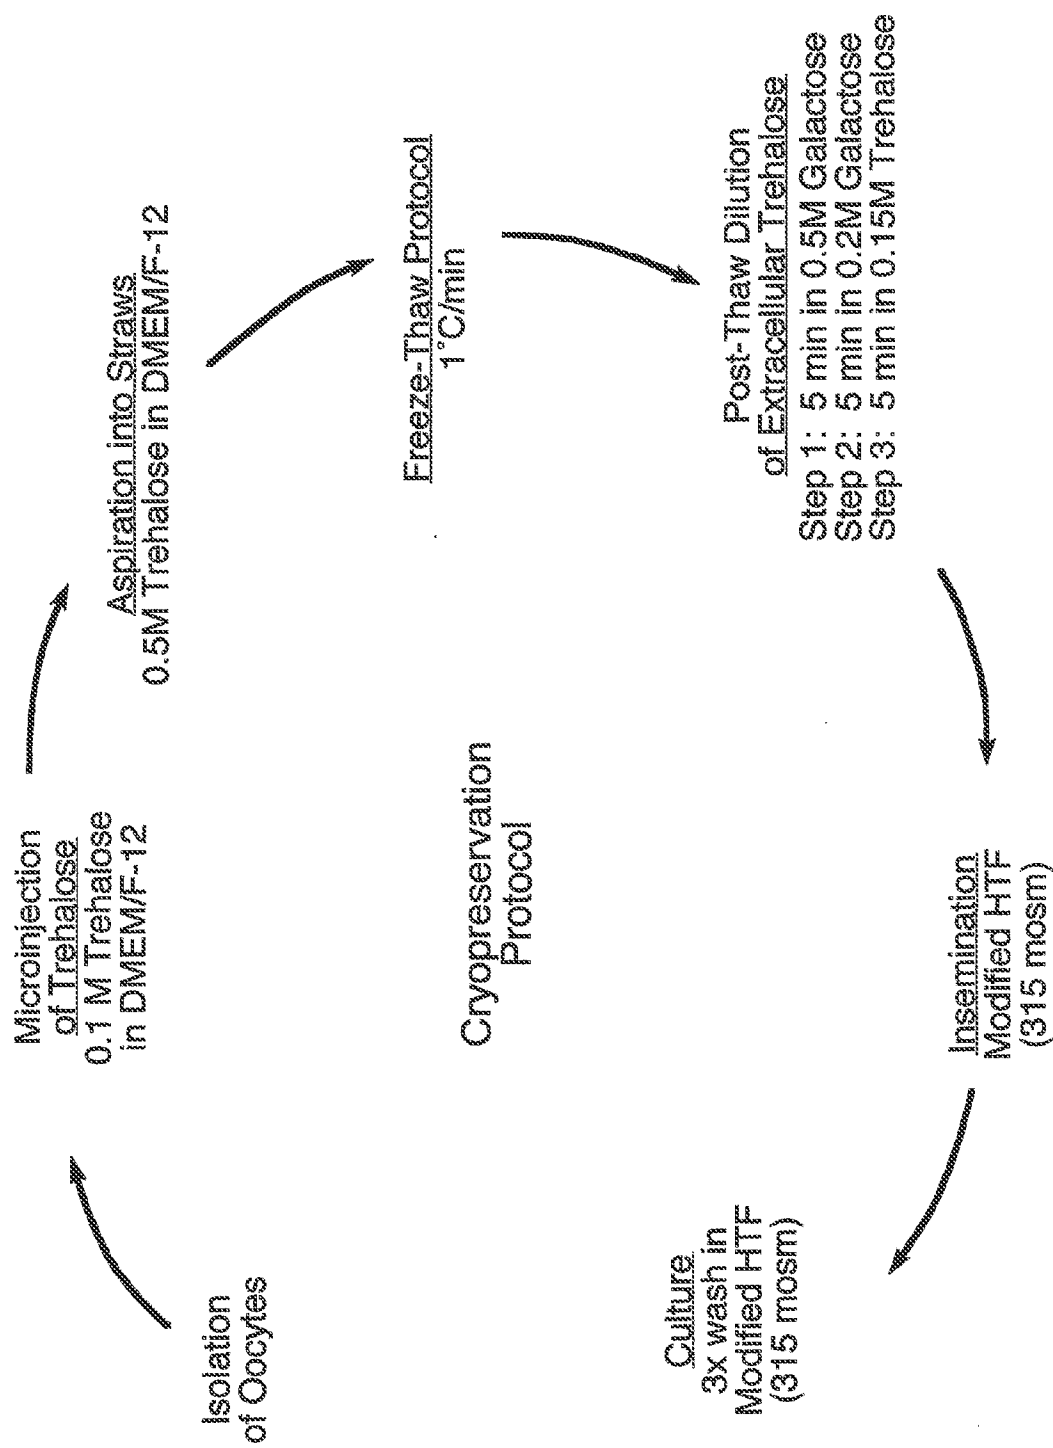 Isolation
of Oocytes
Microinjection
of Trehalose
0.1 M Trehalose
in DMEM/F-12
Aspiration into Straws
0.5M Trehalose in DMEM/F-12
Freeze-Thaw Protocol
1°C/min
Post-Thaw Dilution
of Extracellular Trehalose
Step 1: 5 min in 0.5M Galactose
Step 2: 5 min in 0.2M Galactose
Step 3: 5 min in 0.15M Trehalose
Insemination
Modified HTF
(315 mosm)
Culture
3x wash in
Modified HTF
(315 mosm)
Cryopreservation
Protocol